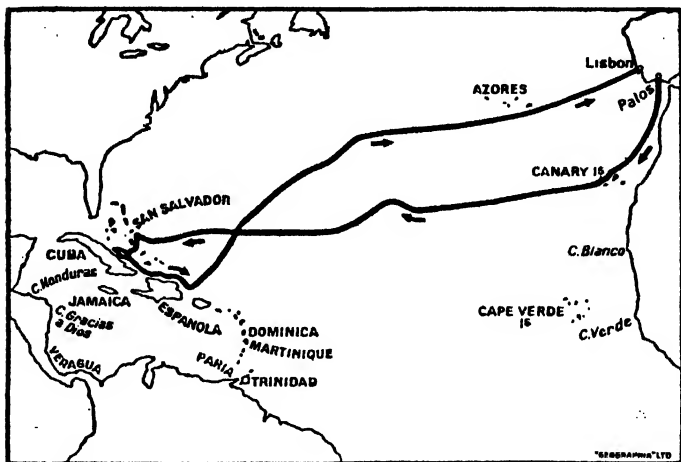 Lisbon
AZORES
Palos
CANARY IS
SAN SALVADOR
C. Blanco
CUBA
C. Honduras
JAMAICA
ESPANOLA
CAPE VERDE
IS
C. Verde
C. Gracias
a Dios
DOMINICA
MARTINIQUE
VERAGUA
PARIA
TRINIDAD
"GEOGRAPHIA" LTD